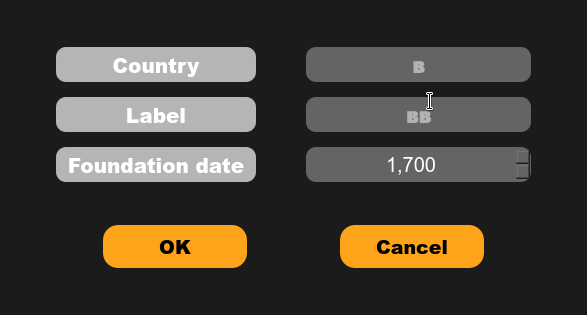 Country B
Label BB
Foundation date 1,700
OK Cancel